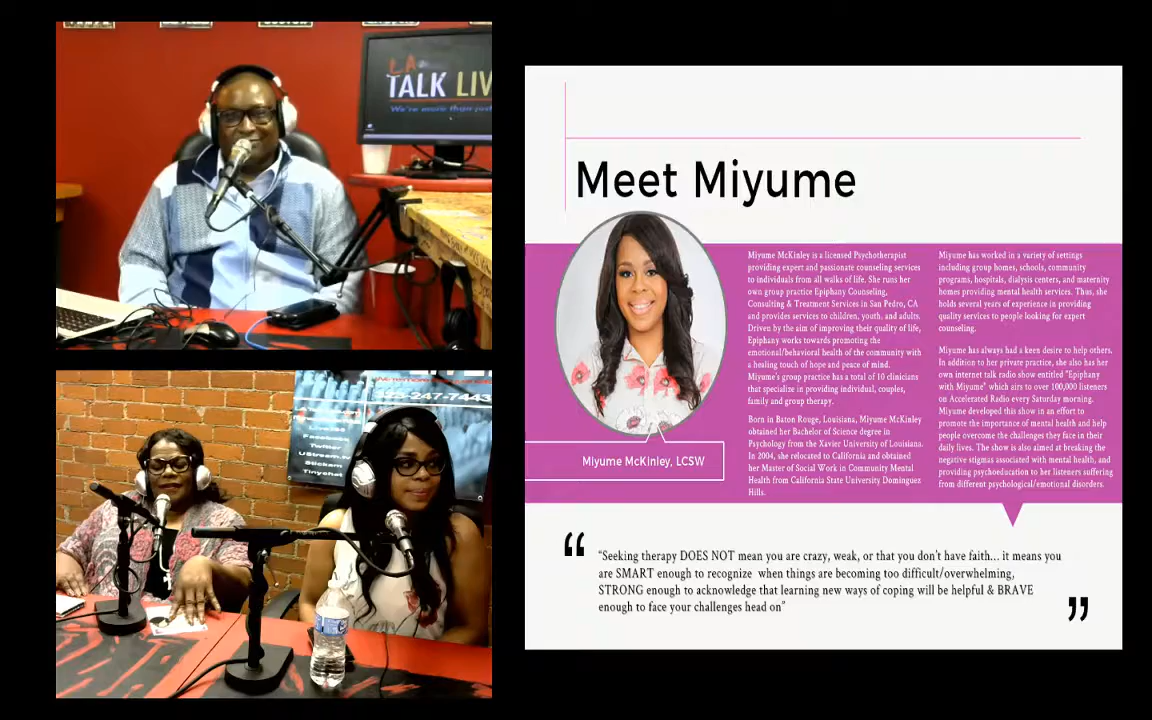 LA
TALK LIV
We're more than just
247-7443
Facebook
Twitter
UStream.tv
Stickam
Tinychat
Meet Miyume
Miyume McKinley, LCSW
Miyume McKinley is a licensed Psychotherapist
providing expert and passionate counseling services
to individuals from all walks of life. She runs her
own group practice Epiphany Counseling,
Consulting & Treatment Services in San Pedro, CA
and provides services to children, youth, and adults.
Driven by the aim of improving their quality of life,
Epiphany works towards promoting the
emotional/behavioral health of the community with
a healing touch of hope and peace of mind.
Miyume's group practice has a total of 10 clinicians
that specialize in providing individual, couples,
family and group therapy.
Born in Baton Rouge, Louisiana, Miyume McKinley
obtained her Bachelor of Science degree in
Psychology from the Xavier University of Louisiana.
In 2004, she relocated to California and obtained
her Master of Social Work in Community Mental
Health from California State University Dominguez
Hills.
Miyume has worked in a variety of settings
including group homes, schools, community
programs, hospitals, dialysis centers, and maternity
homes providing mental health services. Thus, she
holds several years of experience in providing
quality services to people looking for expert
counseling.
Miyume has always had a keen desire to help others.
In addition to her private practice, she also has her
own internet talk radio show entitled "Epiphany
with Miyume" which airs to over 100,000 listeners
on Accelerated Radio every Saturday morning.
Miyume developed this show in an effort to
promote the importance of mental health and help
people overcome the challenges they face in their
daily lives. The show is also aimed at breaking the
negative stigmas associated with mental health, and
providing psychoeducation to her listeners suffering
from different psychological/emotional disorders.
“
"Seeking therapy DOES NOT mean you are crazy, weak, or that you don't have faith... it means you
are SMART enough to recognize when things are becoming too difficult/overwhelming,
STRONG enough to acknowledge that learning new ways of coping will be helpful & BRAVE
enough to face your challenges head on"
”